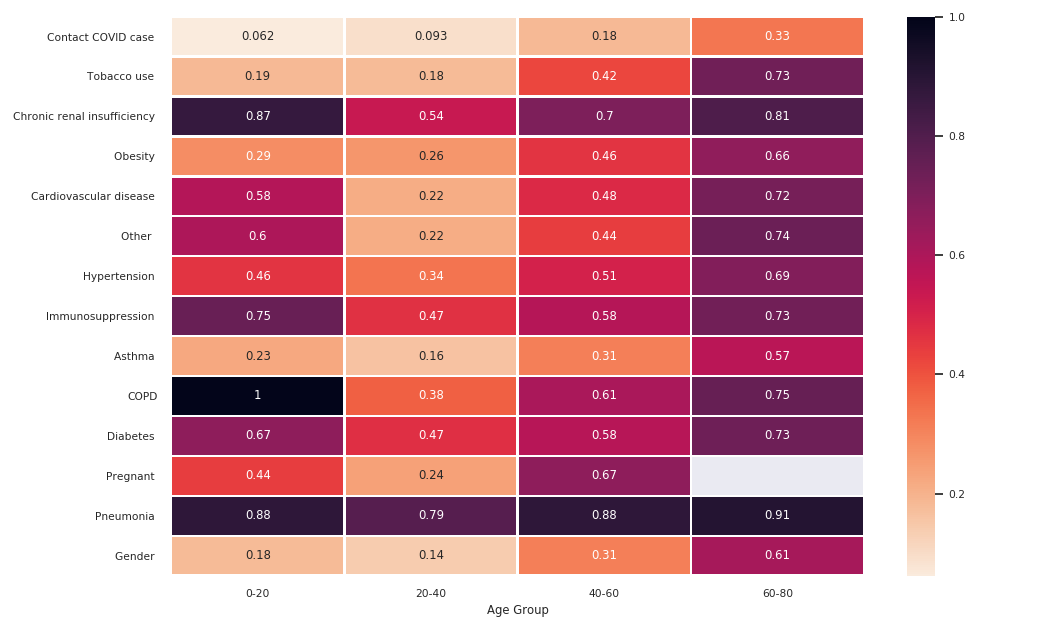 Contact COVID case 0.062 0.093 0.18 0.33
Tobacco use 0.19 0.18 0.42 0.73
Chronic renal insufficiency 0.87 0.54 0.7 0.81
Obesity 0.29 0.26 0.46 0.66
Cardiovascular disease 0.58 0.22 0.48 0.72
Other 0.6 0.22 0.44 0.74
Hypertension 0.46 0.34 0.51 0.69
Immunosuppression 0.75 0.47 0.58 0.73
Asthma 0.23 0.16 0.31 0.57
COPD 1 0.38 0.61 0.75
Diabetes 0.67 0.47 0.58 0.73
Pregnant 0.44 0.24 0.67
Pneumonia 0.88 0.79 0.88 0.91
Gender 0.18 0.14 0.31 0.61
0-20 20-40 40-60 60-80
Age Group
1.0
0.8
0.6
0.4
0.2